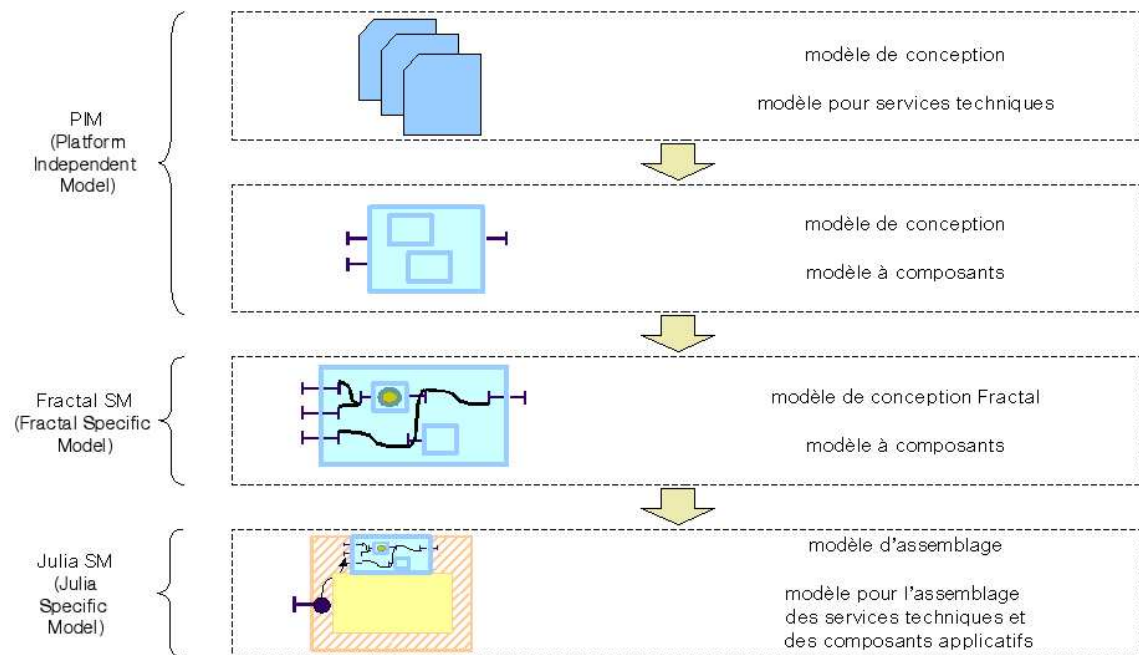 modèle de conception
modèle pour services techniques
PIM
(Platform
Independent
Model)
modèle de conception
modèle à composants
Fractal SM
(Fractal Specific
Model)
modèle de conception Fractal
modèle à composants
Julia SM
(Julia
Specific
Model)
modèle d'assemblage
modèle pour l'assemblage
des services techniques et
des composants applicatifs